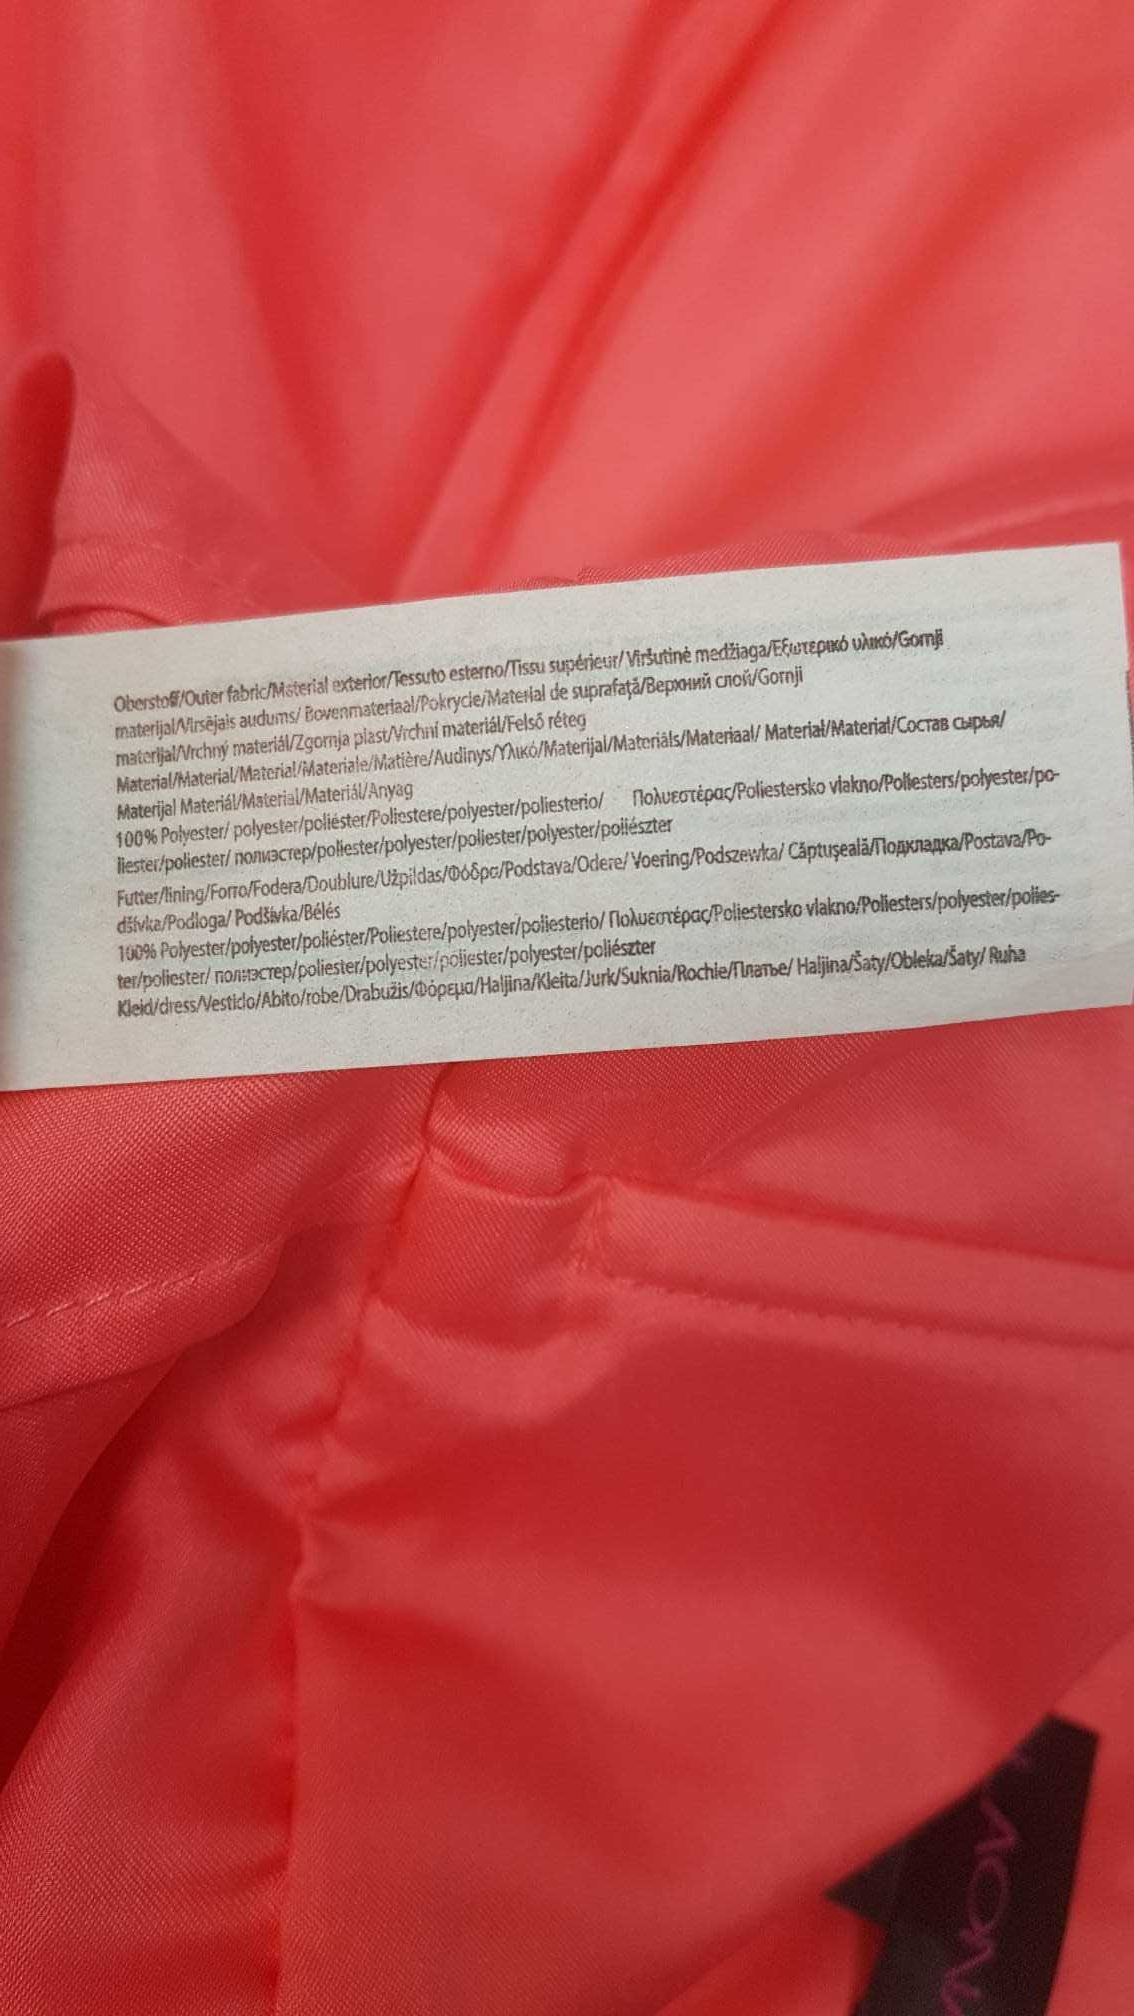 Oberstoff/Outer fabric/Material exterior/Tessuto esterno/Tissu supérieur/ Viršutinė medžiaga/Εξωτερικό υλικό/Gornji
materijal/Virsējais audums/ Bovenmateriaal/Pokrycie/Material de suprafaţă/Верхний слой/Gornji
materijal/Vrchný materiál/Zgornja plast/Vrchní materiál/Felső réteg
Material/Material/Material/Materiale/Matière/Audinys/Υλικό/Materijal/Materiāls/Materiaal/ Materiał/Material/Состав сырья/
Materijal Materiál/Material/Materiál/Anyag
100% Polyester/ polyester/poliéster/Poliestere/polyester/poliesterio/ Πολυεστέρας/Poliestersko vlakno/Poliesters/polyester/po-
liester/poliester/ полиэстер/poliester/polyester/poliester/polyester/poliészter
Futter/lining/Forro/Fodera/Doublure/Užpildas/Φόδρα/Podstava/Odere/ Voering/Podszewka/ Căptuşeală/Подкладка/Postava/Po-
dšívka/Podloga/ Podšívka/Bélés
100% Polyester/polyester/poliéster/Poliestere/polyester/poliesterio/ Πολυεστέρας/Poliestersko vlakno/Poliesters/polyester/polies-
ter/poliester/ полиэстер/poliester/polyester/poliester/polyester/poliészter
Kleid/dress/Vestido/Abito/robe/Drabužis/Φόρεμα/Haljina/Kleita/Jurk/Suknia/Rochie/Платье/ Haljina/Šaty/Obleka/Šaty/ Ruha